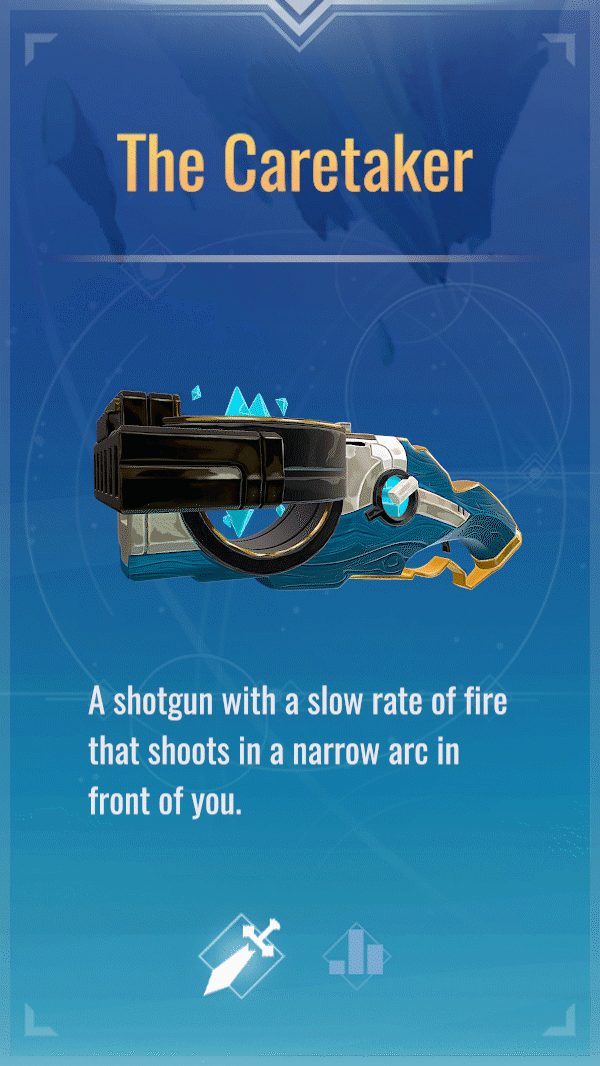 The Caretaker
A shotgun with a slow rate of fire
that shoots in a narrow arc in
front of you.